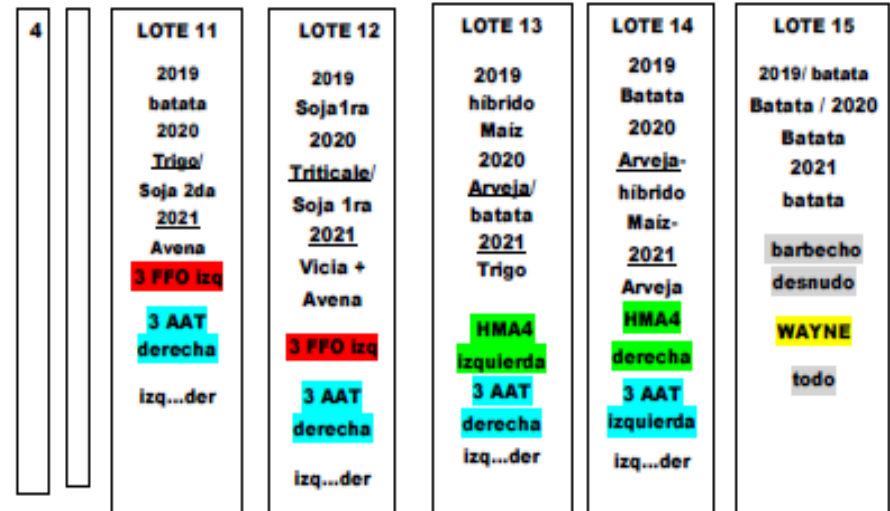 4
LOTE 11
2019
batata
2020
Trigo/
Soja 2da
2021
Avena
3 FFO izq
3 AAT
derecha
izq...der
LOTE 12
2019
Soja1ra
2020
Triticale/
Soja 1ra
2021
Vicia +
Avena
3 FFO izq
3 AAT
derecha
izq...der
LOTE 13
2019
híbrido
Maíz
2020
Arveja/
batata
2021
Trigo
HMA4
izquierda
3 AAT
derecha
izq...der
LOTE 14
2019
Batata
2020
Arveja-
híbrido
Maíz-
2021
Arveja
HMA4
derecha
3 AAT
izquierda
izq...der
LOTE 15
2019/ batata
Batata / 2020
Batata
2021
batata
barbecho
desnudo
WAYNE
todo